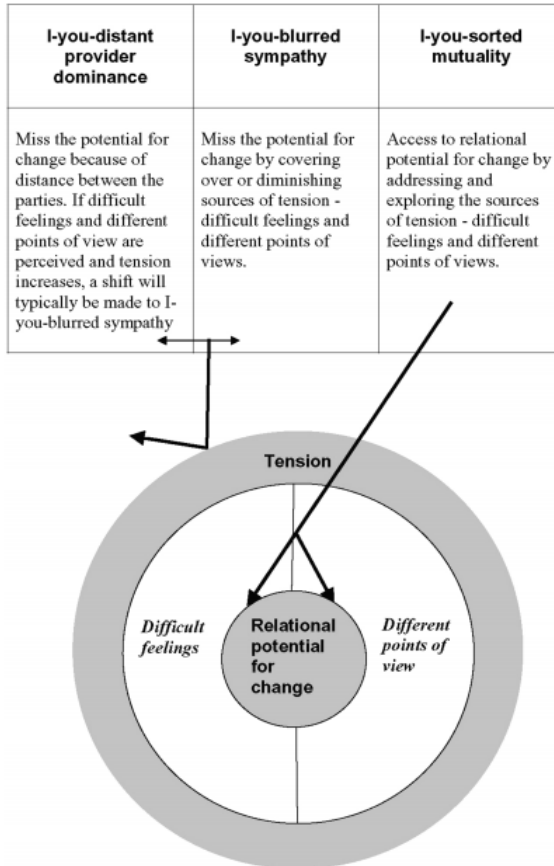 I-you-distant
provider
dominance
I-you-blurred
sympathy
I-you-sorted
mutuality
Miss the potential for
change because of
distance between the
parties. If difficult
feelings and different
points of view are
perceived and tension
increases, a shift will
typically be made to I-
you-blurred sympathy
Miss the potential for
change by covering
over or diminishing
sources of tension -
difficult feelings and
different points of
views.
Access to relational
potential for change by
addressing and
exploring the sources
of tension - difficult
feelings and different
points of views.
Tension
Difficult
feelings
Relational
potential
for
change
Different
points of
view